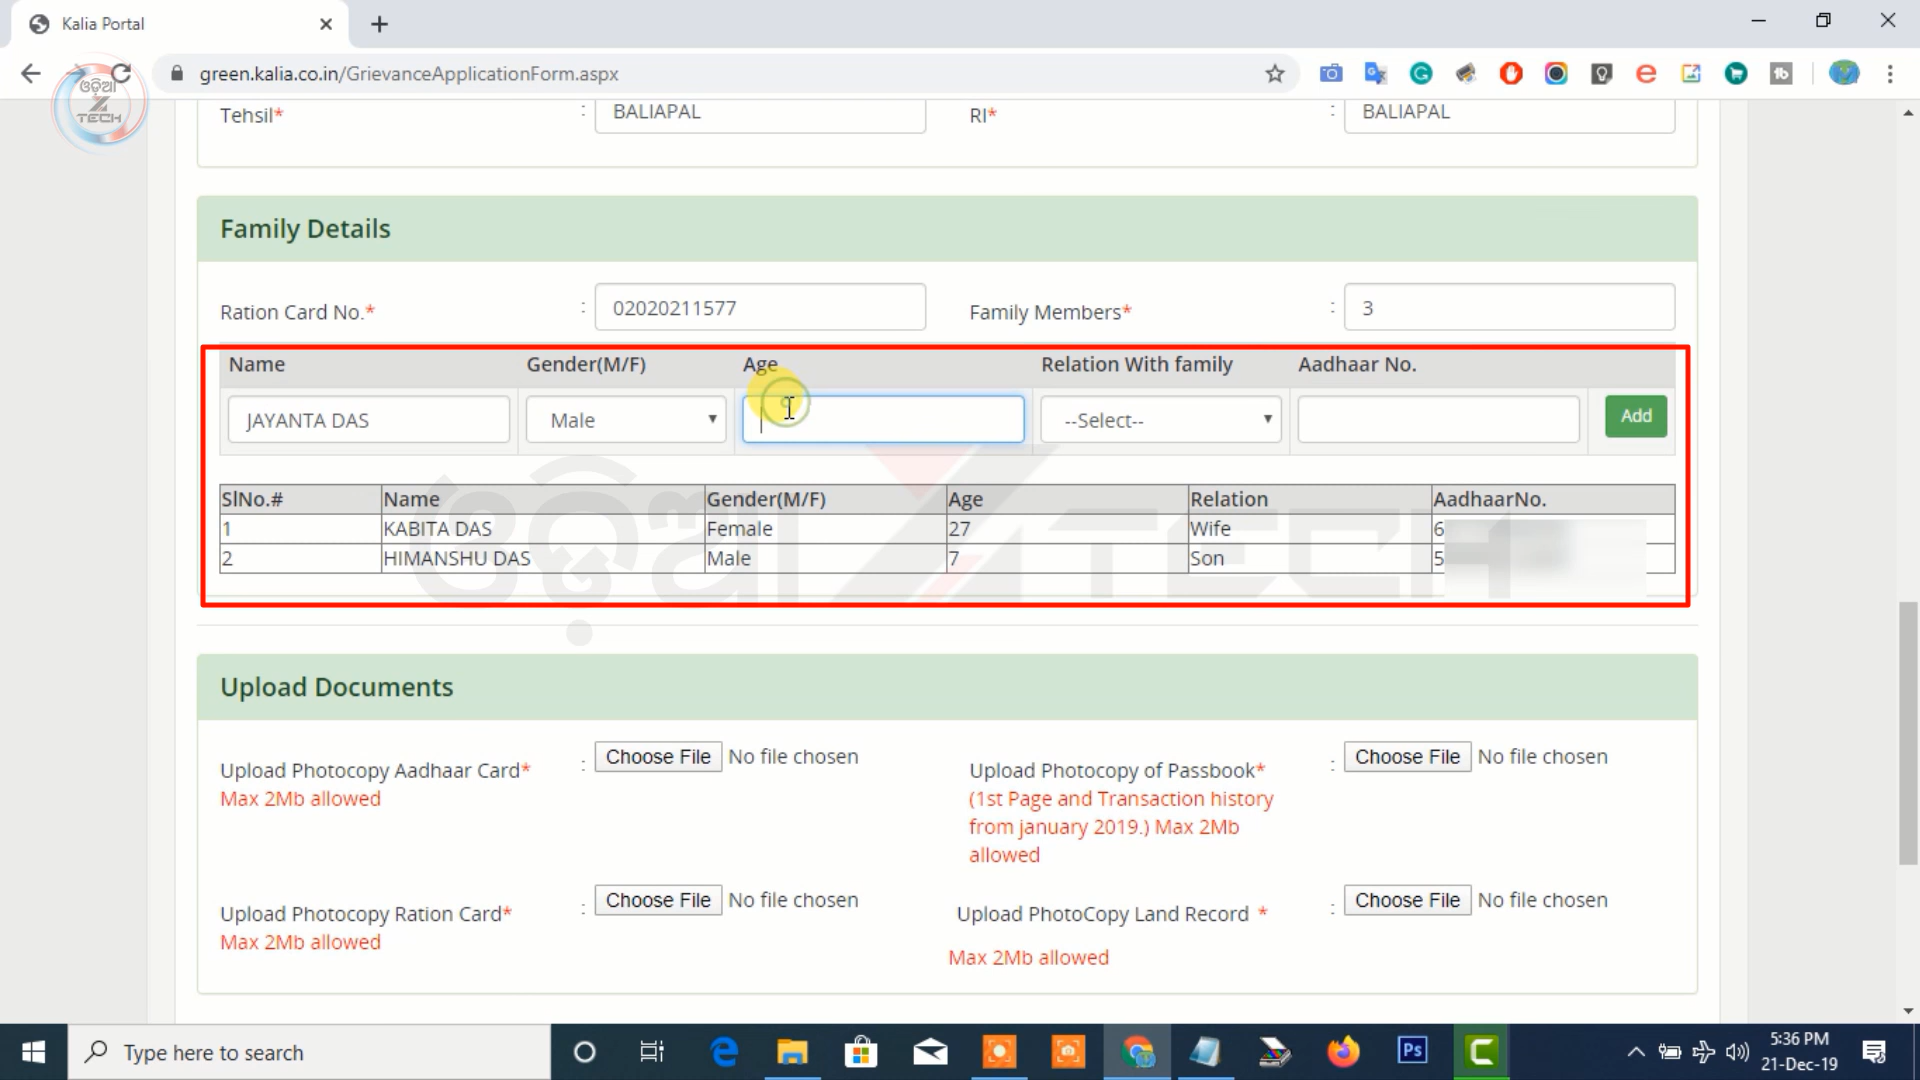 Kalia Portal
green.kalia.co.in/GrievanceApplicationForm.aspx
ଓଡ଼ିଆ
Z
TECH
Tehsil* : BALIAPAL RI* : BALIAPAL
Family Details
Ration Card No.* : 02020211577 Family Members* : 3
Name Gender(M/F) Age Relation With family Aadhaar No.
JAYANTA DAS Male --Select-- Add
SlNo.# Name Gender(M/F) Age Relation AadhaarNo.
1 KABITA DAS Female 27 Wife 6
2 HIMANSHU DAS Male 7 Son 5
ଓଡ଼ିଆ Z TECH
Upload Documents
Upload Photocopy Aadhaar Card* : Choose File No file chosen
Max 2Mb allowed
Upload Photocopy of Passbook* : Choose File No file chosen
(1st Page and Transaction history
from january 2019.) Max 2Mb
allowed
Upload Photocopy Ration Card* : Choose File No file chosen
Max 2Mb allowed
Upload PhotoCopy Land Record * : Choose File No file chosen
Max 2Mb allowed
Type here to search
Ps
5:36 PM
21-Dec-19